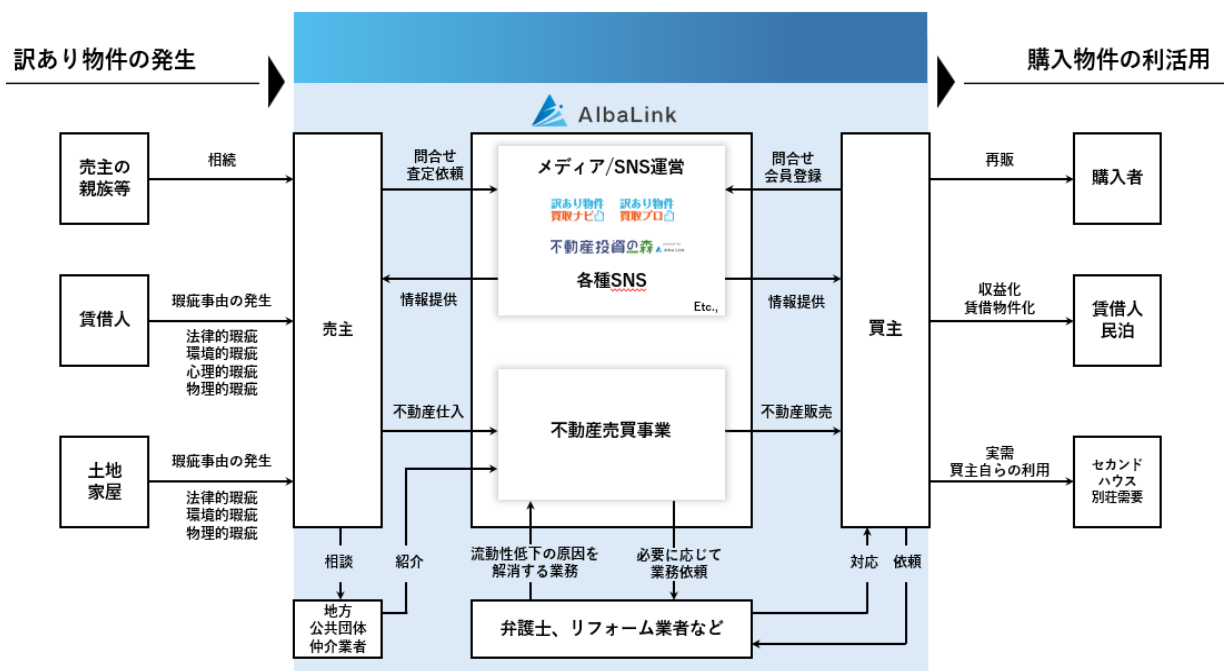 訳あり物件の発生
購入物件の利活用
AlbaLink
売主の
親族等
相続
賃借人
瑕疵事由の発生
法律的瑕疵
環境的瑕疵
心理的瑕疵
物理的瑕疵
土地
家屋
瑕疵事由の発生
法律的瑕疵
環境的瑕疵
物理的瑕疵
売主
問合せ
査定依頼
情報提供
不動産仕入
メディア/SNS運営
訳あり物件
買取ナビ
訳あり物件
買取プロ
不動産投資の森
powered by
Alba Link
各種SNS
Etc.,
不動産売買事業
問合せ
会員登録
情報提供
不動産販売
買主
再販
購入者
収益化
賃借物件化
賃借人
民泊
実需
買主自らの利用
セカンド
ハウス
別荘需要
相談
紹介
流動性低下の原因を
解消する業務
必要に応じて
業務依頼
対応
依頼
地方
公共団体
仲介業者
弁護士、リフォーム業者など